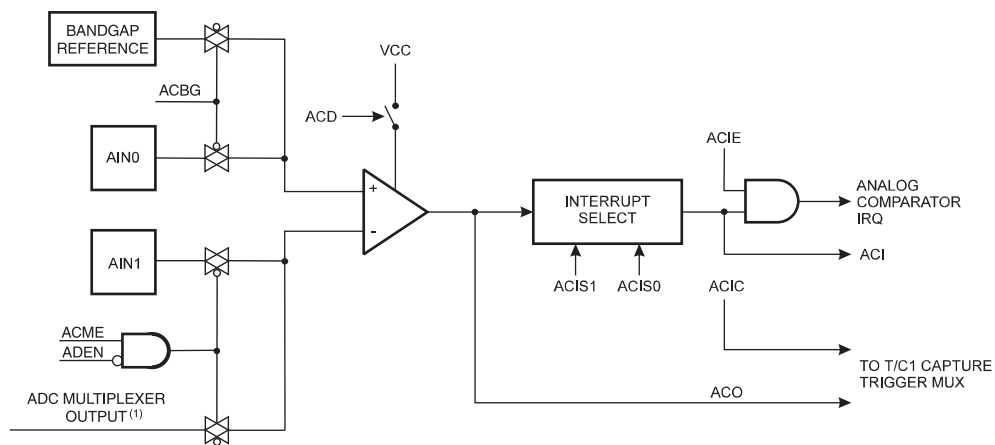 BANDGAP
REFERENCE
VCC
ACBG
ACD
AIN0
ACIE
+
-
INTERRUPT
SELECT
ANALOG
COMPARATOR
IRQ
AIN1
ACI
ACIS1
ACIS0
ACIC
ACME
ADEN
TO T/C1 CAPTURE
TRIGGER MUX
ADC MULTIPLEXER
OUTPUT (1)
ACO